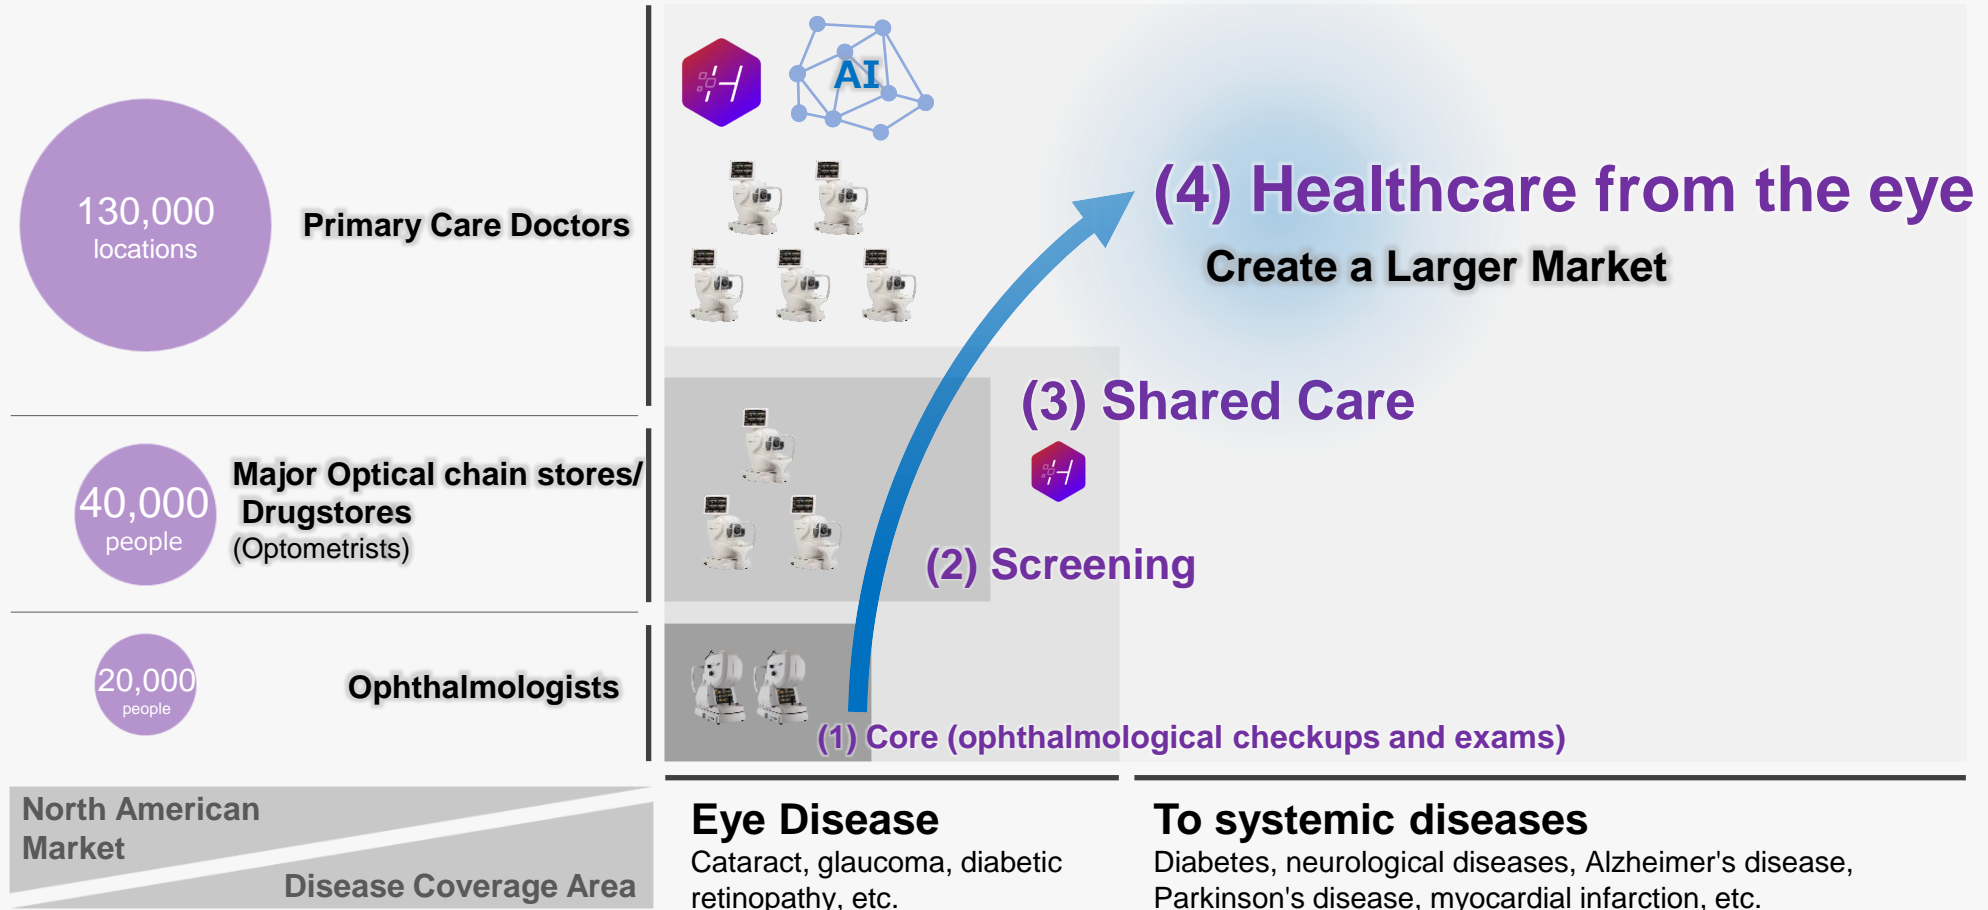 AI
130,000
locations
Primary Care Doctors
(4) Healthcare from the eye
Create a Larger Market
(3) Shared Care
40,000
people
Major Optical chain stores/
Drugstores
(Optometrists)
(2) Screening
20,000
people
Ophthalmologists
(1) Core (ophthalmological checkups and exams)
North American
Market
Disease Coverage Area
Eye Disease
Cataract, glaucoma, diabetic
retinopathy, etc.
To systemic diseases
Diabetes, neurological diseases, Alzheimer's disease,
Parkinson's disease, myocardial infarction, etc.